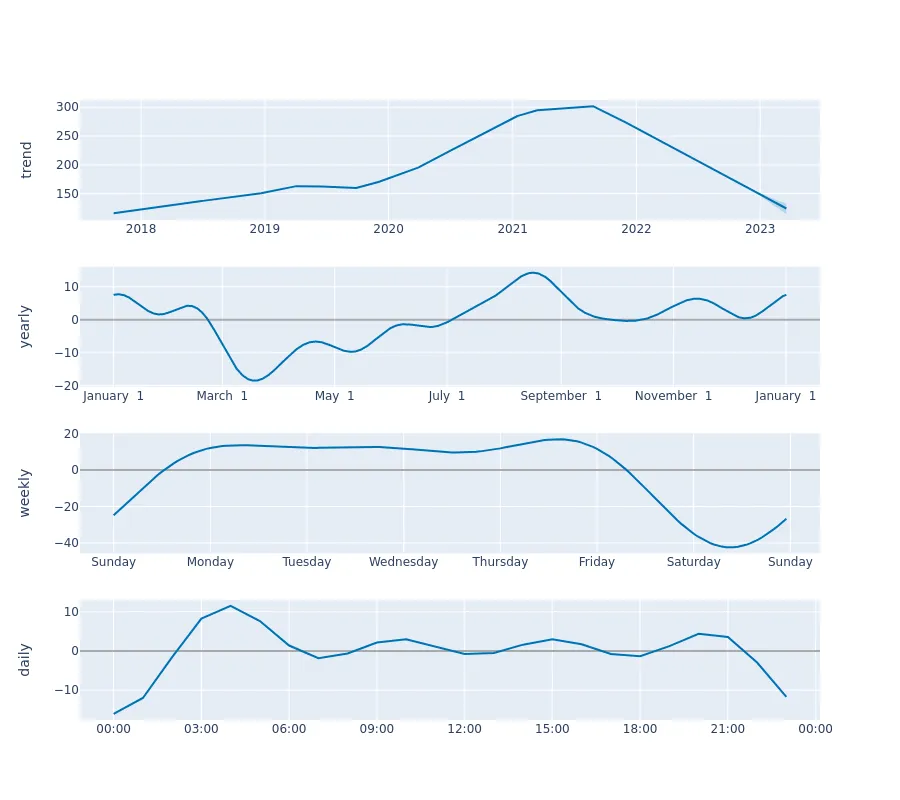 trend
300
250
200
150
2018 2019 2020 2021 2022 2023
yearly
10
0
−10
−20
January 1 March 1 May 1 July 1 September 1 November 1 January 1
weekly
20
0
−20
−40
Sunday Monday Tuesday Wednesday Thursday Friday Saturday Sunday
daily
10
0
−10
00:00 03:00 06:00 09:00 12:00 15:00 18:00 21:00 00:00